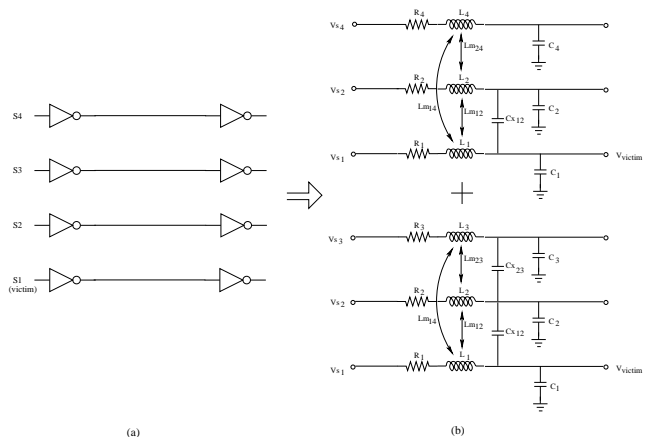 S4
S3
S2
S1
(victim)
(a)
Vs4 R4 L4 C4
Lm24
Vs2 R2 L2 C2
Lm14 Lm12 Cx12
Vs1 R1 L1 C1 Vvictim
+
Vs3 R3 L3 C3
Lm23 Cx23
Vs2 R2 L2 C2
Lm14 Lm12 Cx12
Vs1 R1 L1 C1 Vvictim
(b)